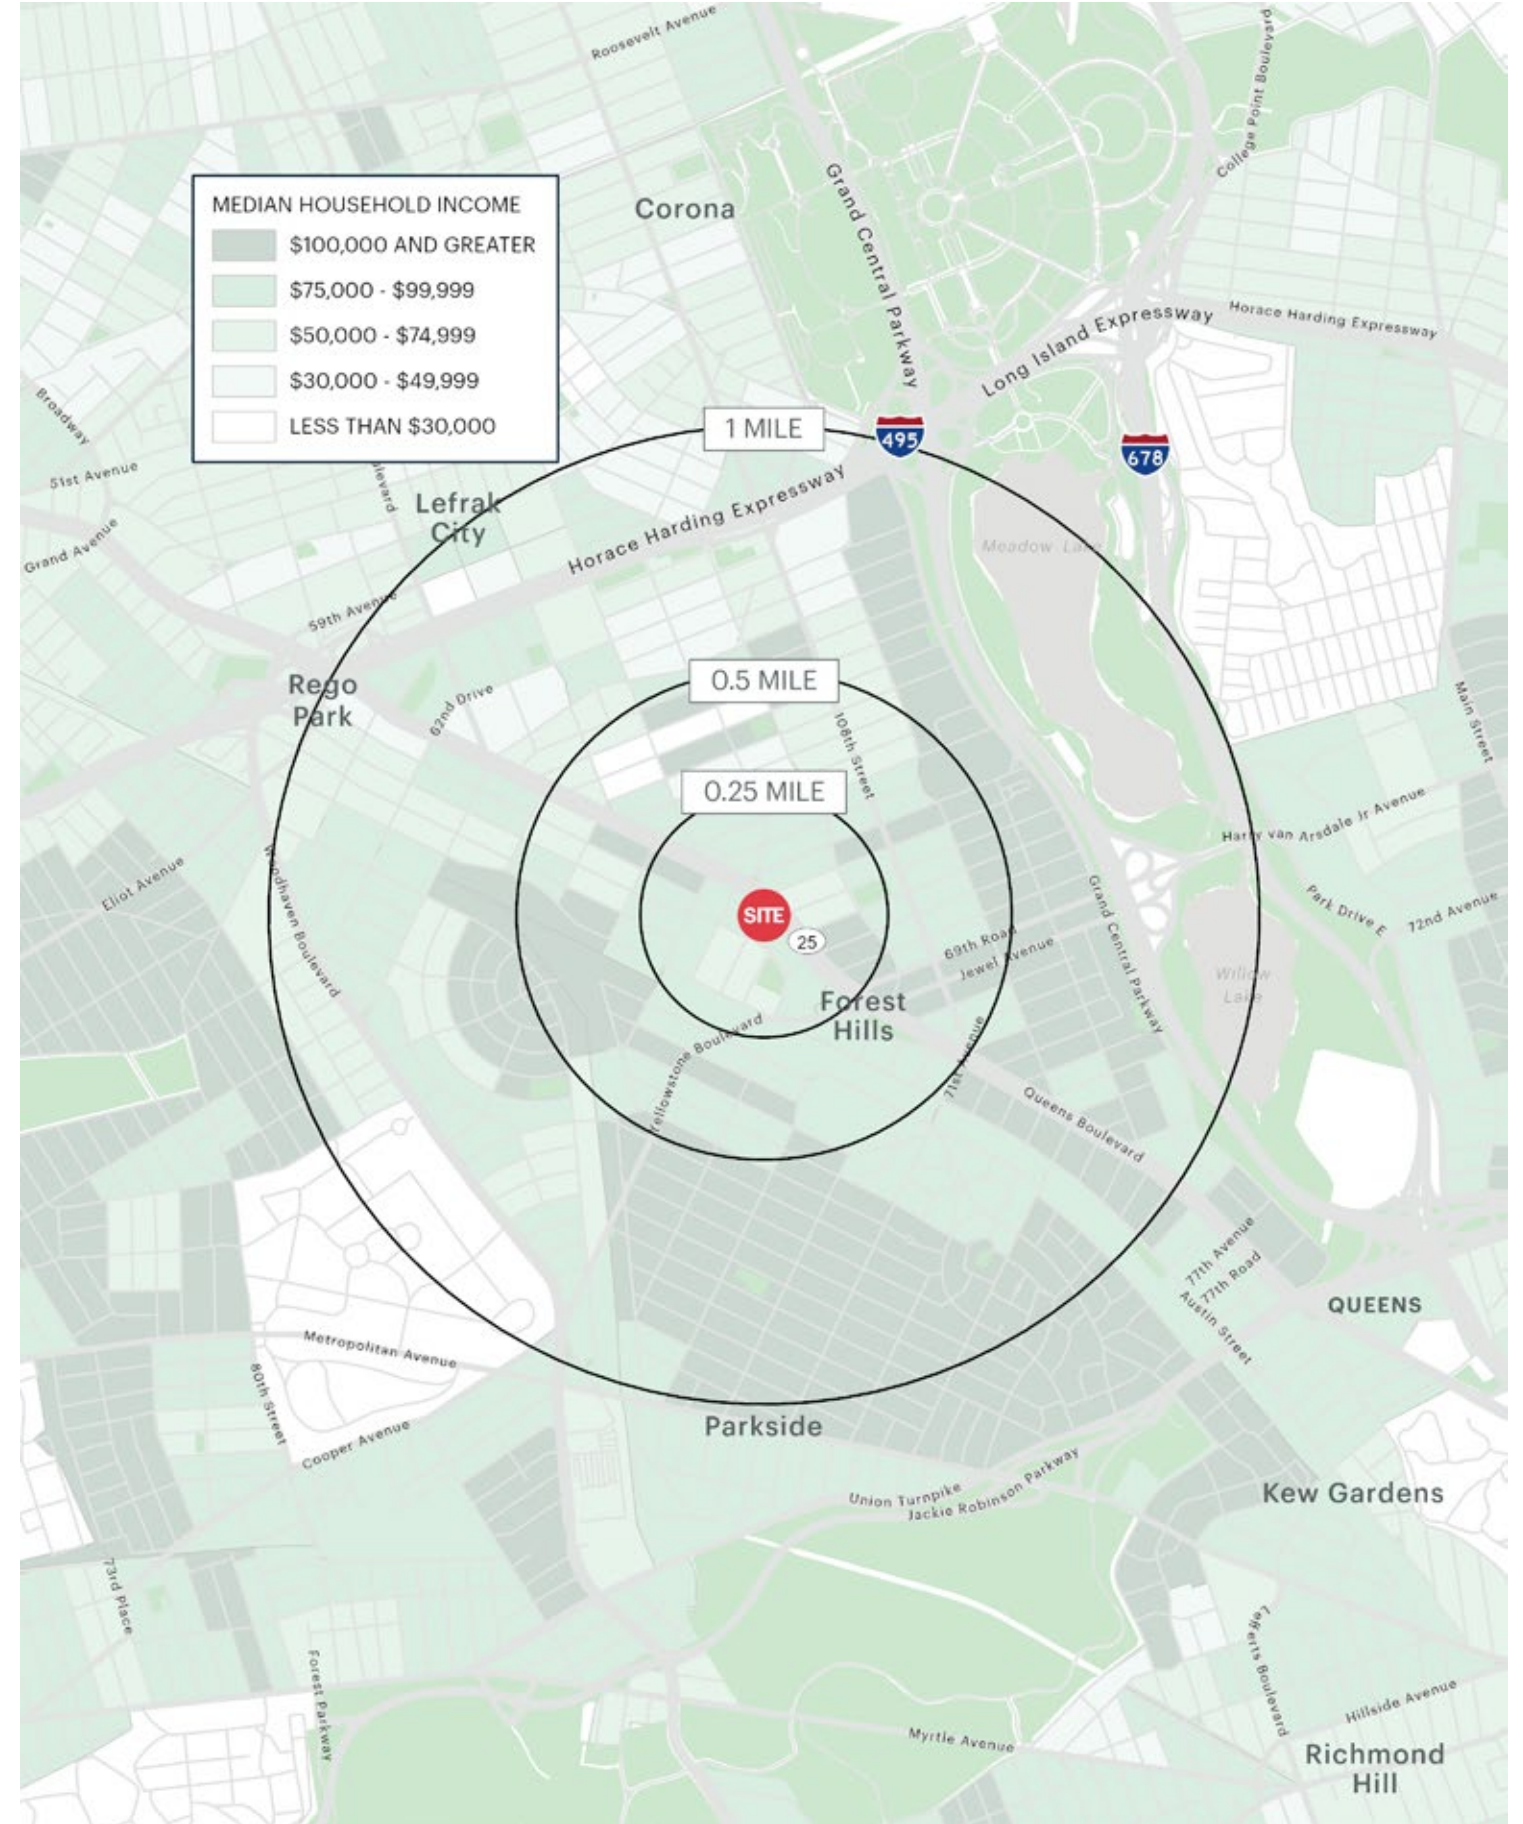 Roosevelt Avenue
College Point Boulevard
MEDIAN HOUSEHOLD INCOME
$100,000 AND GREATER
$75,000 - $99,999
$50,000 - $74,999
$30,000 - $49,999
LESS THAN $30,000
Corona
Grand Central Parkway
Long Island Expressway
Horace Harding Expressway
Broadway
1 MILE
495
678
51st Avenue
Lefrak
City
Horace Harding Expressway
Grand Avenue
Meadow Lake
59th Avenue
Rego
Park
62nd Drive
0.5 MILE
108th Street
Main Street
0.25 MILE
Harry van Arsdale Jr Avenue
Eliot Avenue
Woodhaven Boulevard
SITE
25
69th Road
Jewel Avenue
Grand Central Parkway
Park Drive E
72nd Avenue
Willow
Lake
Forest
Hills
Yellowstone Boulevard
71st Avenue
Queens Boulevard
77th Avenue
77th Road
Austin Street
QUEENS
Metropolitan Avenue
80th Street
Cooper Avenue
Parkside
Union Turnpike
Jackie Robinson Parkway
Kew Gardens
73rd Place
Forest Parkway
Lefferts Boulevard
Hillside Avenue
Myrtle Avenue
Richmond
Hill